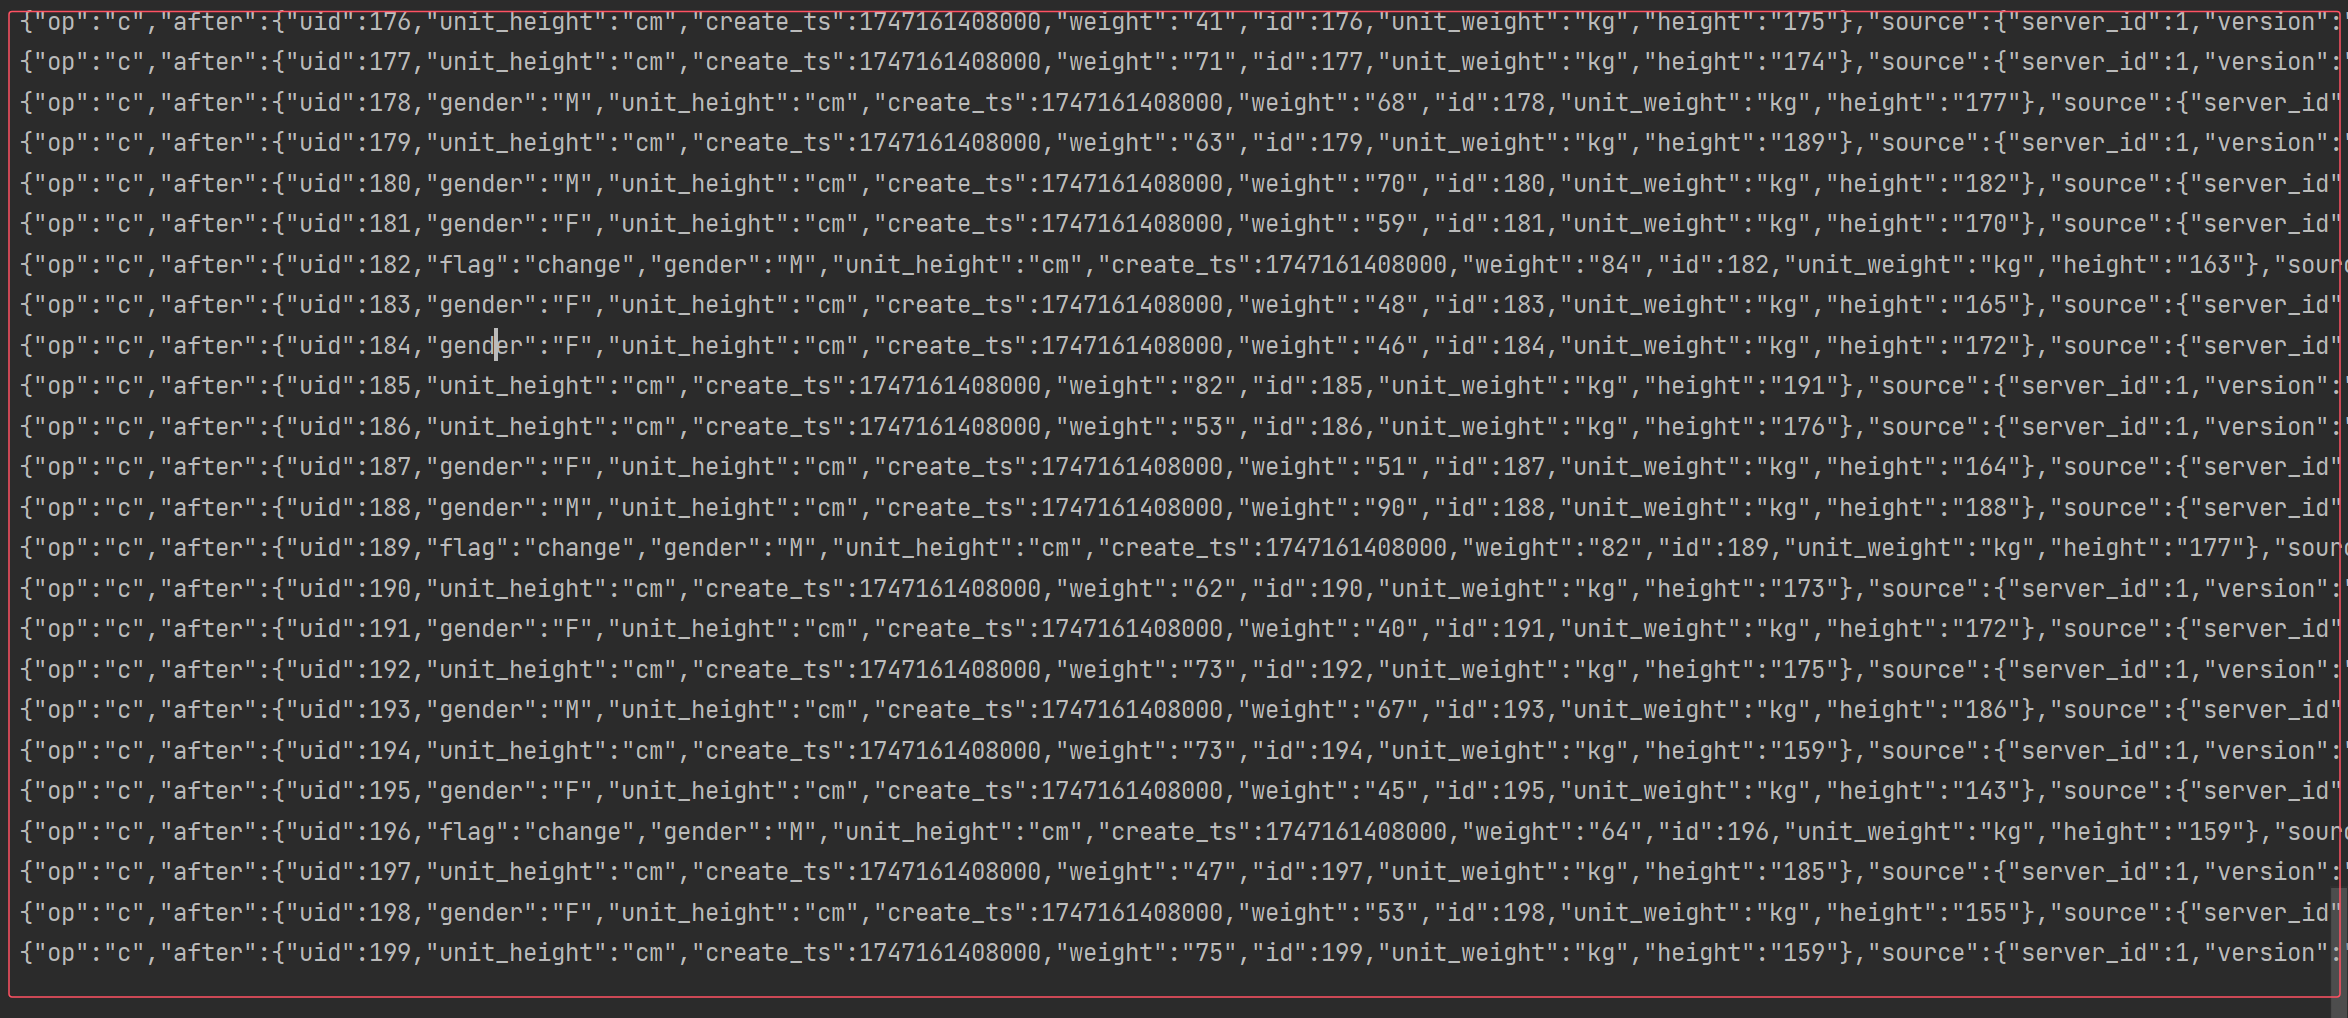 {"op":"c","after":{"uid":176,"unit_height":"cm","create_ts":1747161408000,"weight":"41","id":176,"unit_weight":"kg","height":"175"},"source":{"server_id":1,"version":
{"op":"c","after":{"uid":177,"unit_height":"cm","create_ts":1747161408000,"weight":"71","id":177,"unit_weight":"kg","height":"174"},"source":{"server_id":1,"version":
{"op":"c","after":{"uid":178,"gender":"M","unit_height":"cm","create_ts":1747161408000,"weight":"68","id":178,"unit_weight":"kg","height":"177"},"source":{"server_id"
{"op":"c","after":{"uid":179,"unit_height":"cm","create_ts":1747161408000,"weight":"63","id":179,"unit_weight":"kg","height":"189"},"source":{"server_id":1,"version":
{"op":"c","after":{"uid":180,"gender":"M","unit_height":"cm","create_ts":1747161408000,"weight":"70","id":180,"unit_weight":"kg","height":"182"},"source":{"server_id"
{"op":"c","after":{"uid":181,"gender":"F","unit_height":"cm","create_ts":1747161408000,"weight":"59","id":181,"unit_weight":"kg","height":"170"},"source":{"server_id"
{"op":"c","after":{"uid":182,"flag":"change","gender":"M","unit_height":"cm","create_ts":1747161408000,"weight":"84","id":182,"unit_weight":"kg","height":"163"},"sourc
{"op":"c","after":{"uid":183,"gender":"F","unit_height":"cm","create_ts":1747161408000,"weight":"48","id":183,"unit_weight":"kg","height":"165"},"source":{"server_id"
{"op":"c","after":{"uid":184,"gender":"F","unit_height":"cm","create_ts":1747161408000,"weight":"46","id":184,"unit_weight":"kg","height":"172"},"source":{"server_id"
{"op":"c","after":{"uid":185,"unit_height":"cm","create_ts":1747161408000,"weight":"82","id":185,"unit_weight":"kg","height":"191"},"source":{"server_id":1,"version":
{"op":"c","after":{"uid":186,"unit_height":"cm","create_ts":1747161408000,"weight":"53","id":186,"unit_weight":"kg","height":"176"},"source":{"server_id":1,"version":
{"op":"c","after":{"uid":187,"gender":"F","unit_height":"cm","create_ts":1747161408000,"weight":"51","id":187,"unit_weight":"kg","height":"164"},"source":{"server_id"
{"op":"c","after":{"uid":188,"gender":"M","unit_height":"cm","create_ts":1747161408000,"weight":"90","id":188,"unit_weight":"kg","height":"188"},"source":{"server_id"
{"op":"c","after":{"uid":189,"flag":"change","gender":"M","unit_height":"cm","create_ts":1747161408000,"weight":"82","id":189,"unit_weight":"kg","height":"177"},"sourc
{"op":"c","after":{"uid":190,"unit_height":"cm","create_ts":1747161408000,"weight":"62","id":190,"unit_weight":"kg","height":"173"},"source":{"server_id":1,"version":
{"op":"c","after":{"uid":191,"gender":"F","unit_height":"cm","create_ts":1747161408000,"weight":"40","id":191,"unit_weight":"kg","height":"172"},"source":{"server_id"
{"op":"c","after":{"uid":192,"unit_height":"cm","create_ts":1747161408000,"weight":"73","id":192,"unit_weight":"kg","height":"175"},"source":{"server_id":1,"version":
{"op":"c","after":{"uid":193,"gender":"M","unit_height":"cm","create_ts":1747161408000,"weight":"67","id":193,"unit_weight":"kg","height":"186"},"source":{"server_id"
{"op":"c","after":{"uid":194,"unit_height":"cm","create_ts":1747161408000,"weight":"73","id":194,"unit_weight":"kg","height":"159"},"source":{"server_id":1,"version":
{"op":"c","after":{"uid":195,"gender":"F","unit_height":"cm","create_ts":1747161408000,"weight":"45","id":195,"unit_weight":"kg","height":"143"},"source":{"server_id"
{"op":"c","after":{"uid":196,"flag":"change","gender":"M","unit_height":"cm","create_ts":1747161408000,"weight":"64","id":196,"unit_weight":"kg","height":"159"},"sourc
{"op":"c","after":{"uid":197,"unit_height":"cm","create_ts":1747161408000,"weight":"47","id":197,"unit_weight":"kg","height":"185"},"source":{"server_id":1,"version":
{"op":"c","after":{"uid":198,"gender":"F","unit_height":"cm","create_ts":1747161408000,"weight":"53","id":198,"unit_weight":"kg","height":"155"},"source":{"server_id"
{"op":"c","after":{"uid":199,"unit_height":"cm","create_ts":1747161408000,"weight":"75","id":199,"unit_weight":"kg","height":"159"},"source":{"server_id":1,"version":